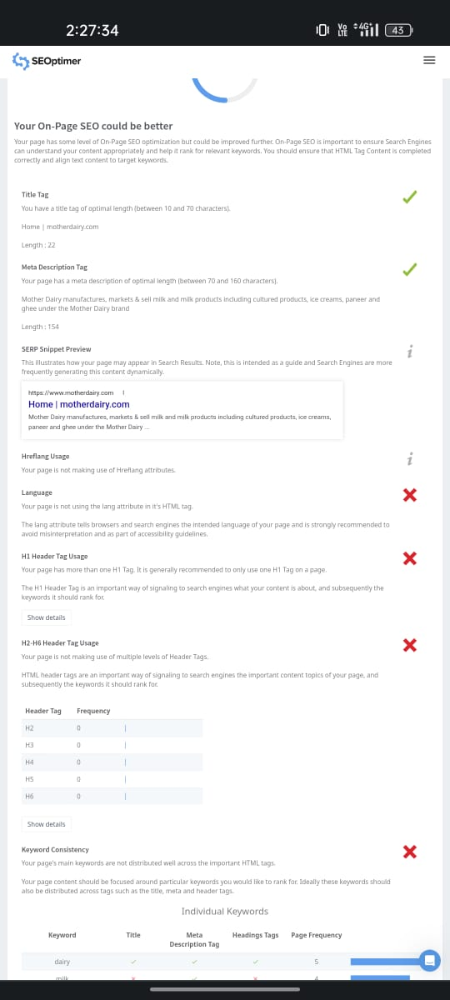 2:27:34
Vo LTE 4G+ 43
SEOptimer
Your On-Page SEO could be better
Your page has some level of On-Page SEO optimization but could be improved further. On-Page SEO is important to ensure Search Engines
can understand your content appropriately and help it rank for relevant keywords. You should ensure that HTML Tag Content is completed
correctly and align text content to target keywords.
Title Tag
You have a title tag of optimal length (between 10 and 70 characters).
Home | motherdairy.com
Length : 22
Meta Description Tag
Your page has a meta description of optimal length (between 70 and 160 characters).
Mother Dairy manufactures, markets & sell milk and milk products including cultured products, ice creams, paneer and
ghee under the Mother Dairy brand
Length : 154
SERP Snippet Preview
This illustrates how your page may appear in Search Results. Note, this is intended as a guide and Search Engines are more
frequently generating this content dynamically.
https://www.motherdairy.com
Home | motherdairy.com
Mother Dairy manufactures, markets & sell milk and milk products including cultured products, ice creams,
paneer and ghee under the Mother Dairy ...
Hreflang Usage
Your page is not making use of Hreflang attributes.
Language
Your page is not using the lang attribute in it's HTML tag.
The lang attribute tells browsers and search engines the intended language of your page and is strongly recommended to
avoid misinterpretation and as part of accessibility guidelines.
H1 Header Tag Usage
Your page has more than one H1 Tag. It is generally recommended to only use one H1 Tag on a page.
The H1 Header Tag is an important way of signaling to search engines what your content is about, and subsequently the
keywords it should rank for.
Show details
H2-H6 Header Tag Usage
Your page is not making use of multiple levels of Header Tags.
HTML header tags are an important way of signaling to search engines the important content topics of your page, and
subsequently the keywords it should rank for.
Header Tag Frequency
H2 0
H3 0
H4 0
H5 0
H6 0
Show details
Keyword Consistency
Your page's main keywords are not distributed well across the important HTML tags.
Your page content should be focused around particular keywords you would like to rank for. Ideally these keywords should
also be distributed across tags such as the title, meta and header tags.
Individual Keywords
Keyword Title Meta Description Tag Headings Tags Page Frequency
dairy 5
milk 4